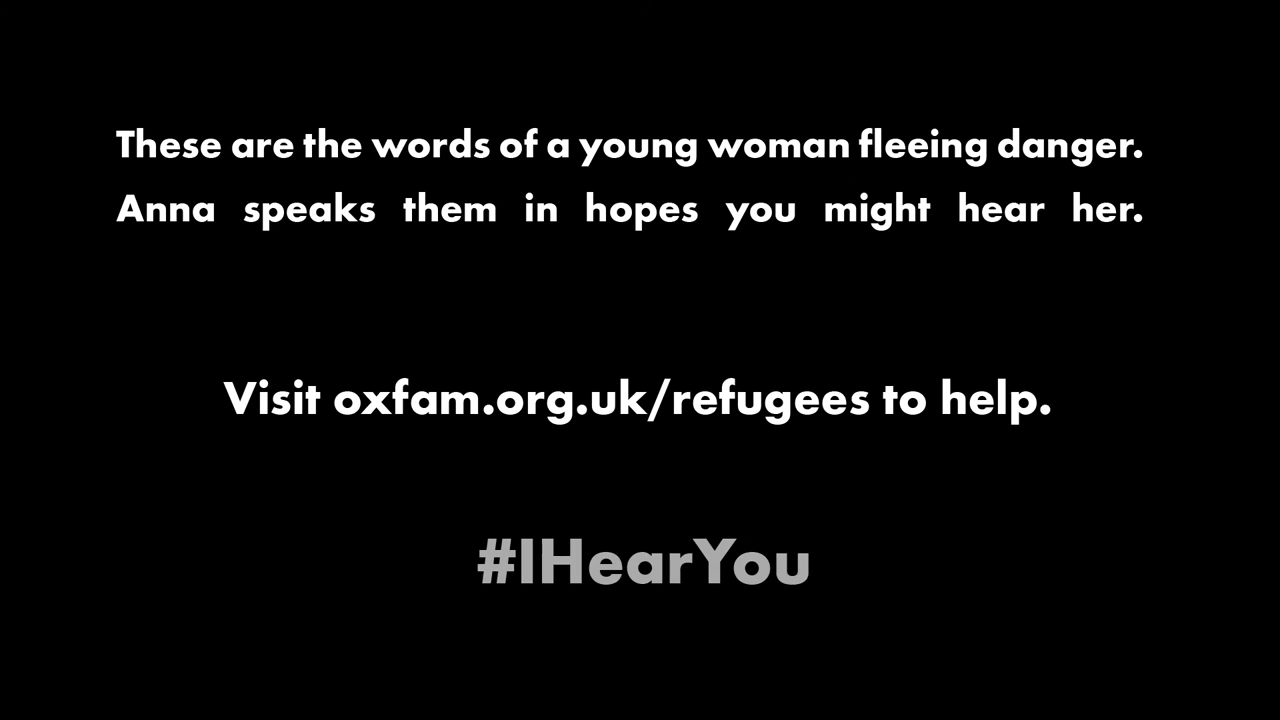 These are the words of a young woman fleeing danger.
Anna speaks them in hopes you might hear her.
Visit oxfam.org.uk/refugees to help.
#IHearYou